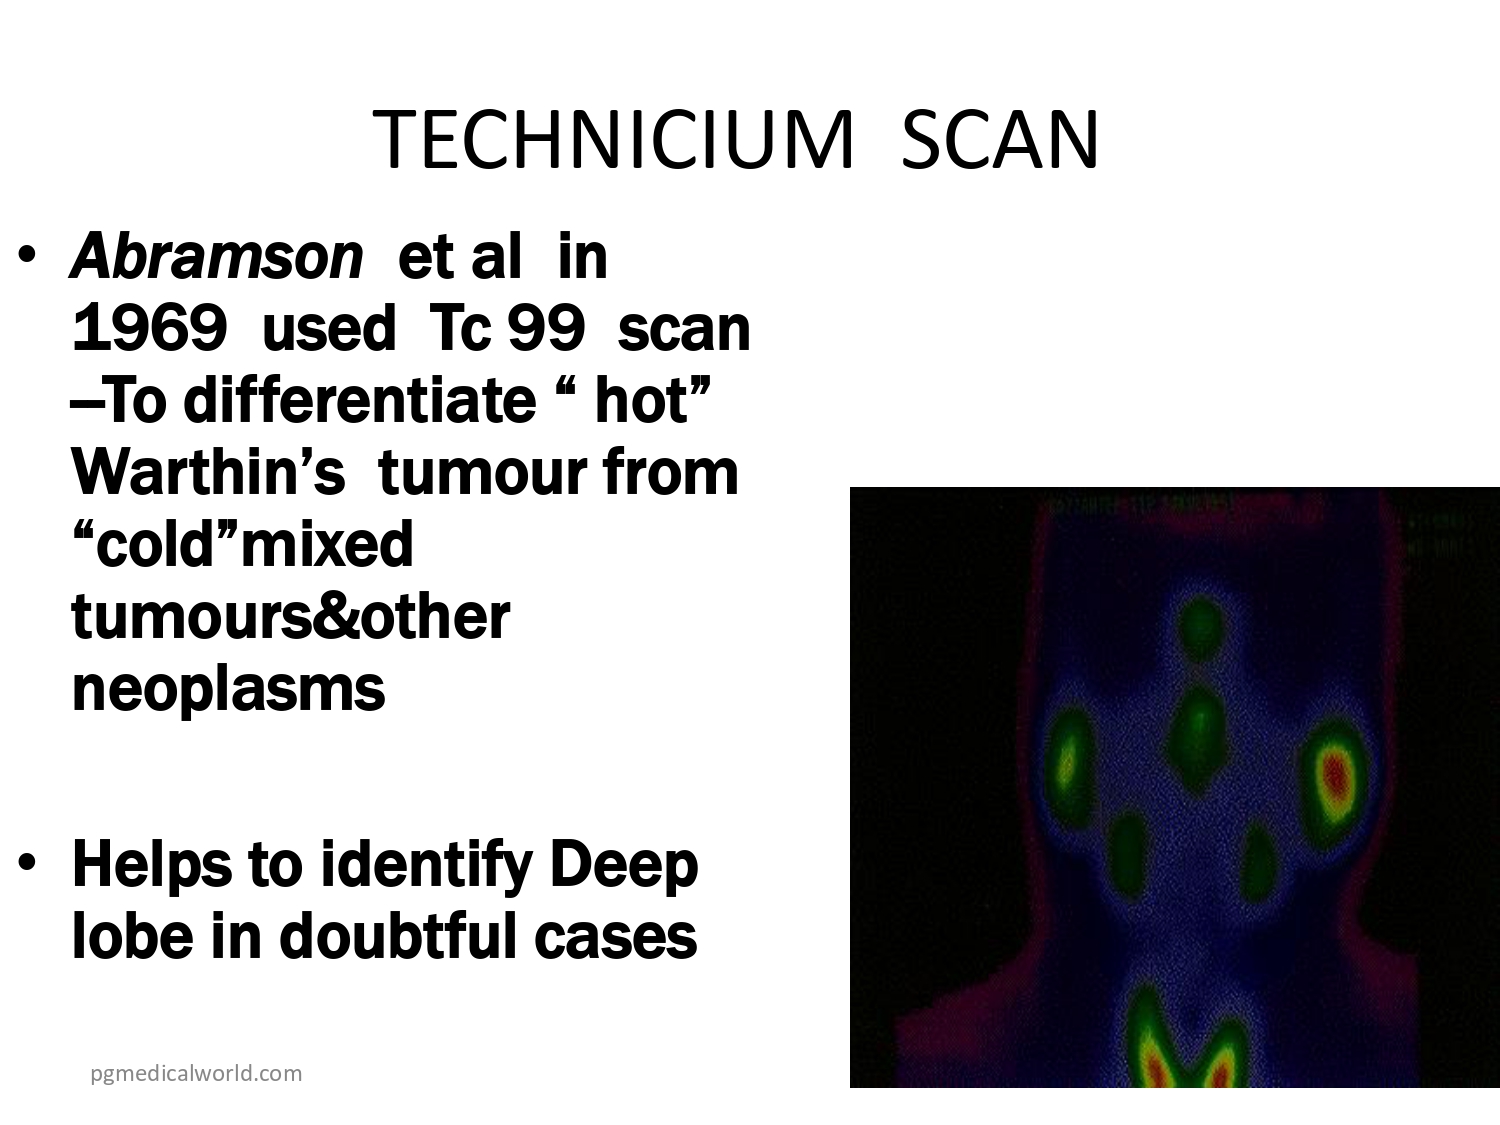 TECHNICIUM SCAN
• Abramson et al in
1969 used Tc 99 scan
–To differentiate “ hot”
Warthin’s tumour from
“cold”mixed
tumours&other
neoplasms
• Helps to identify Deep
lobe in doubtful cases
pgmedicalworld.com